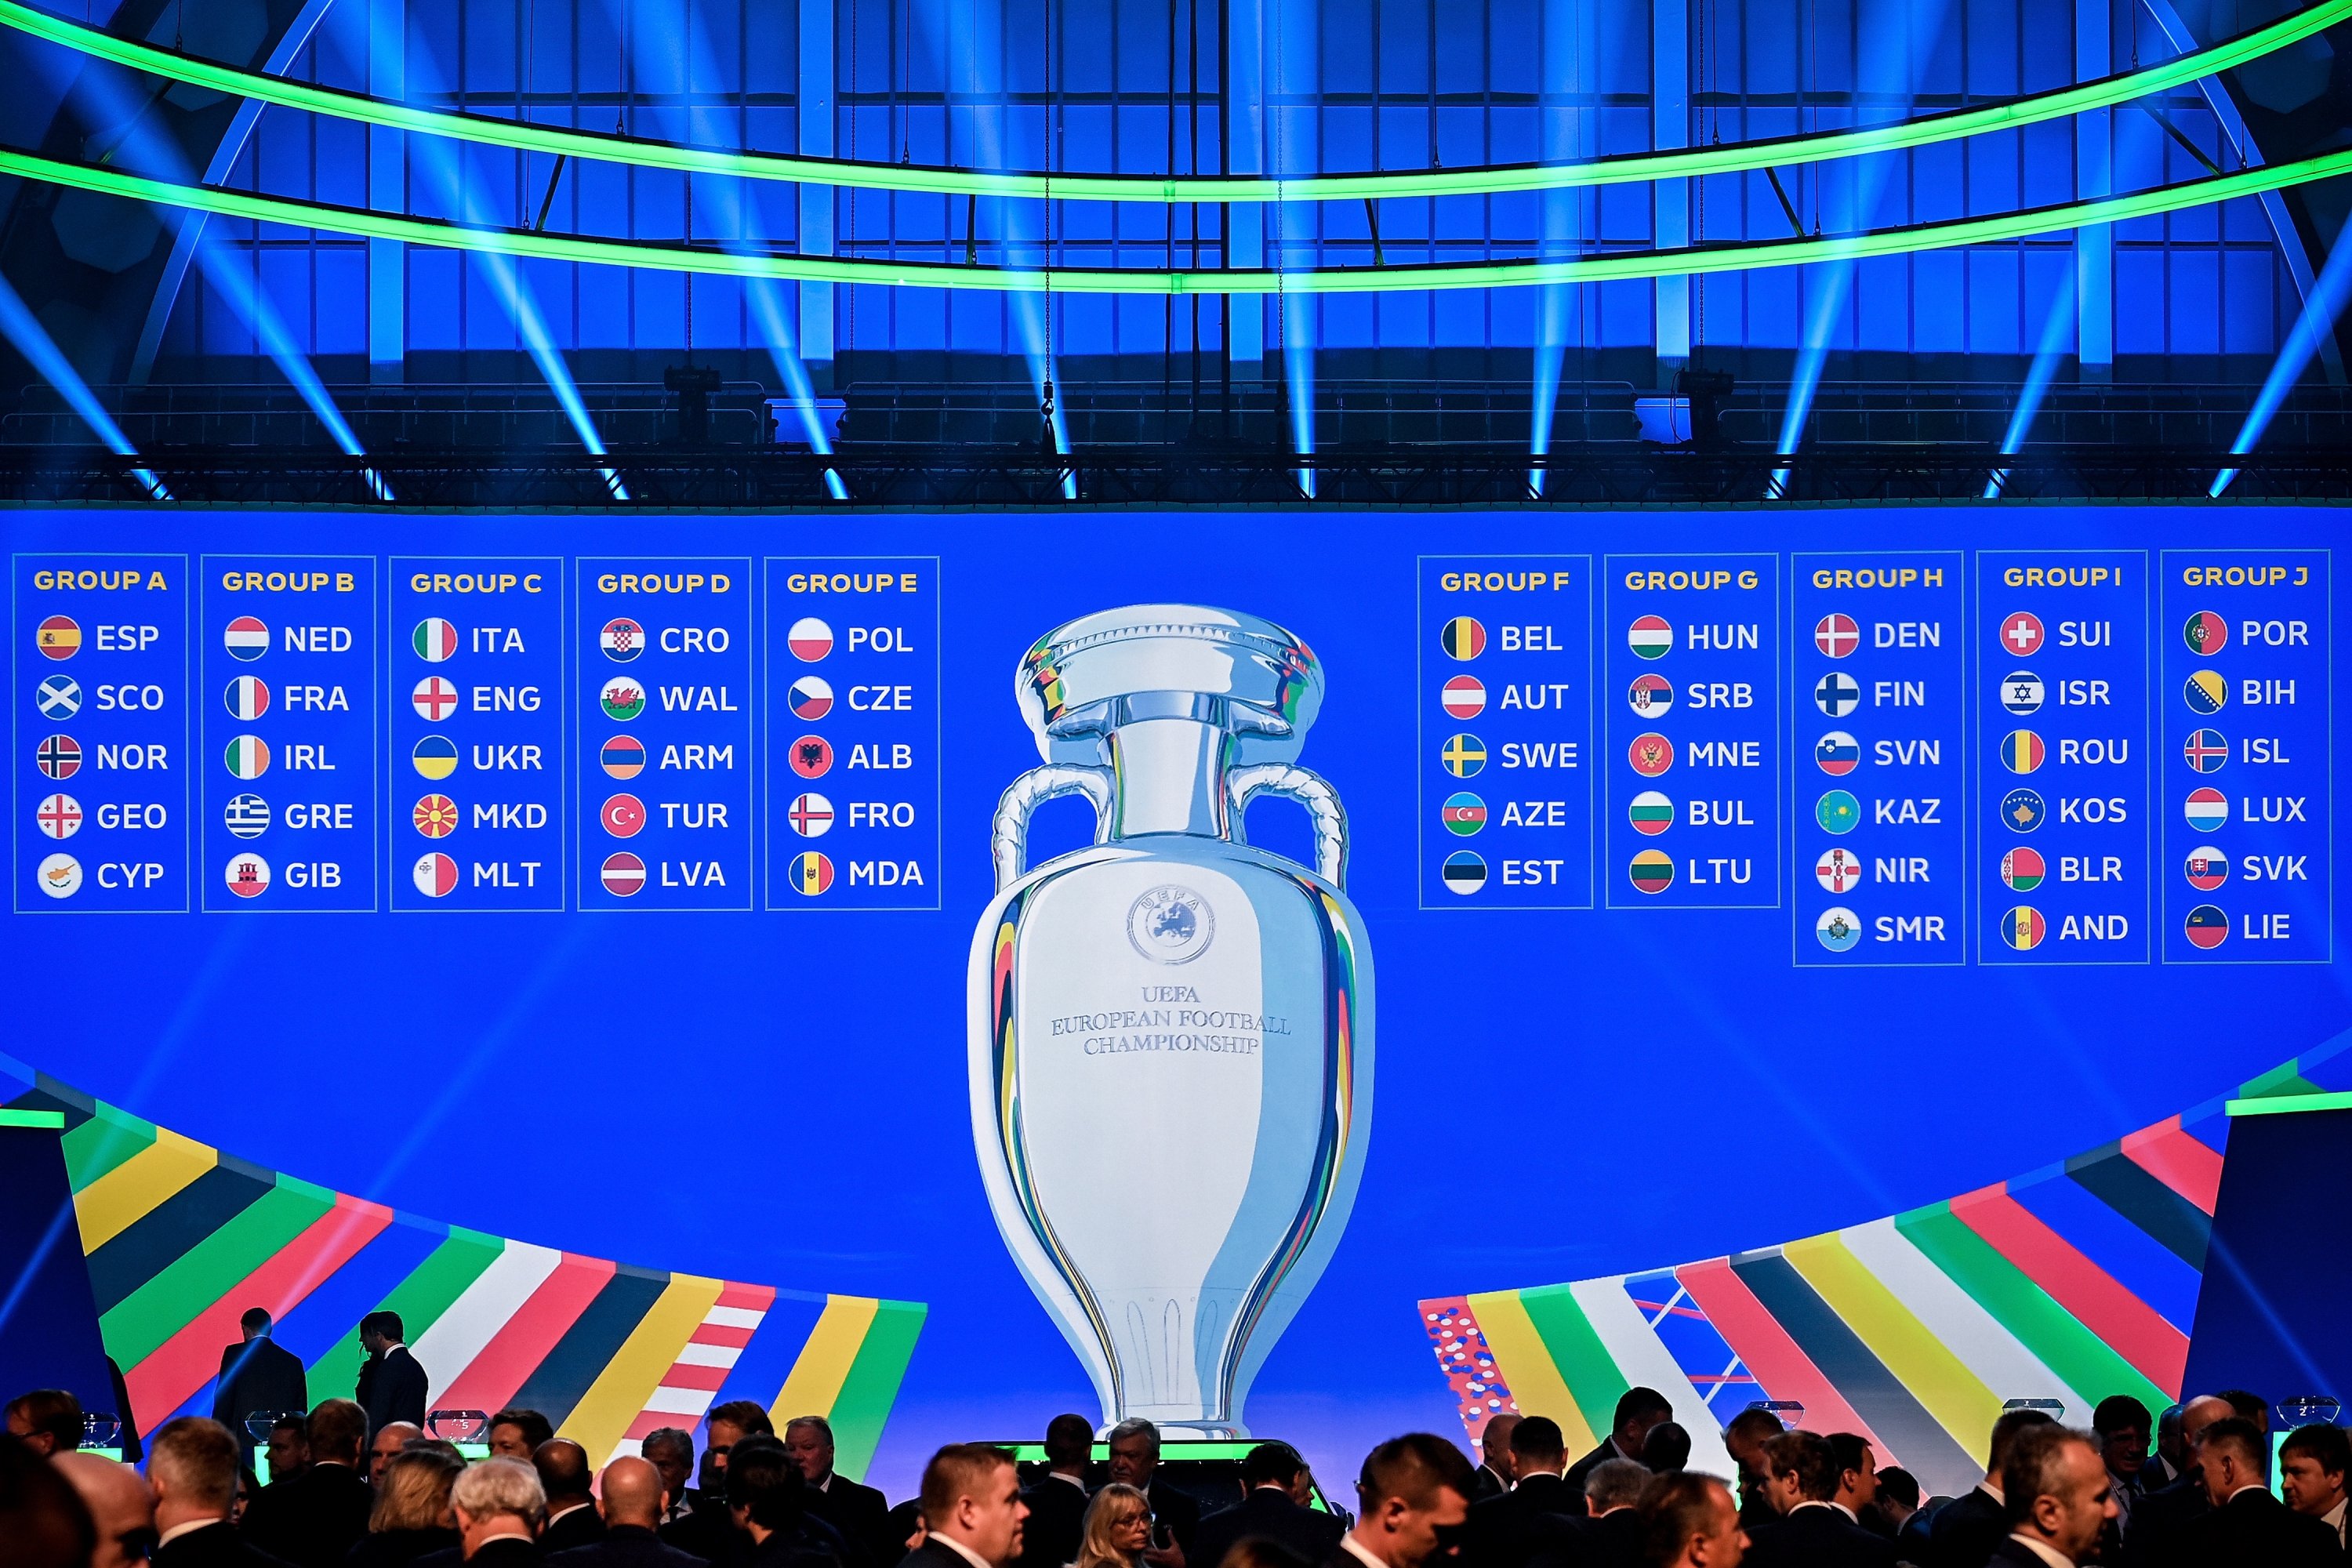 GROUP A
ESP
SCO
NOR
GEO
CYP
GROUP B
NED
FRA
IRL
GRE
GIB
GROUP C
ITA
ENG
UKR
MKD
MLT
GROUP D
CRO
WAL
ARM
TUR
LVA
GROUP E
POL
CZE
ALB
FRO
MDA
UEFA
UEFA
EUROPEAN FOOTBALL
CHAMPIONSHIP
GROUP F
BEL
AUT
SWE
AZE
EST
GROUP G
HUN
SRB
MNE
BUL
LTU
GROUP H
DEN
FIN
SVN
KAZ
NIR
SMR
GROUP I
SUI
ISR
ROU
KOS
BLR
AND
GROUP J
POR
BIH
ISL
LUX
SVK
LIE
5
2